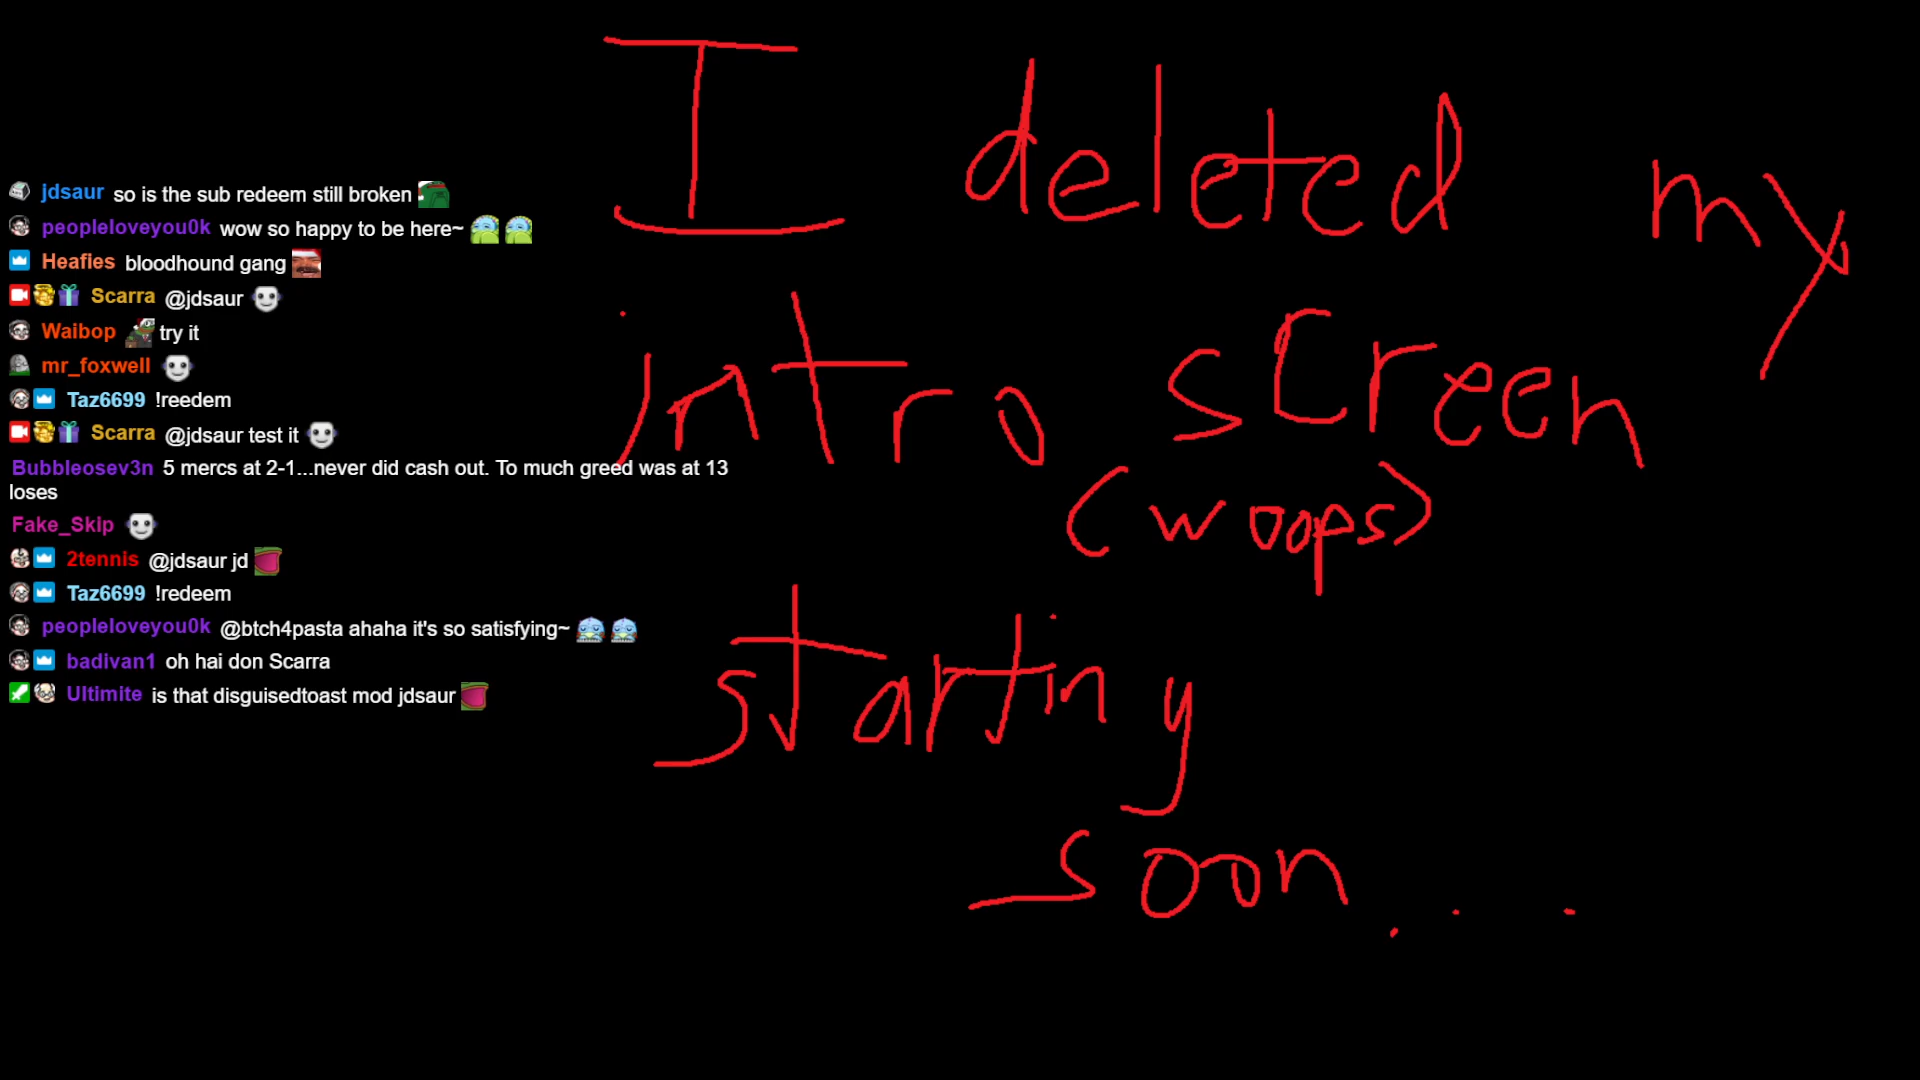 jdsaur so is the sub redeem still broken
peopleloveyou0k wow so happy to be here~
Heafies bloodhound gang
Scarra @jdsaur
Waibop try it
mr_foxwell
Taz6699 !reedem
Scarra @jdsaur test it
Bubbleosev3n 5 mercs at 2-1...never did cash out. To much greed was at 13
loses
Fake_Skip
2tennis @jdsaur jd
Taz6699 !redeem
peopleloveyou0k @btch4pasta ahaha it's so satisfying~
badivan1 oh hai don Scarra
Ultimite is that disguisedtoast mod jdsaur
I deleted my
intro screen
(woops)
starting
soon...